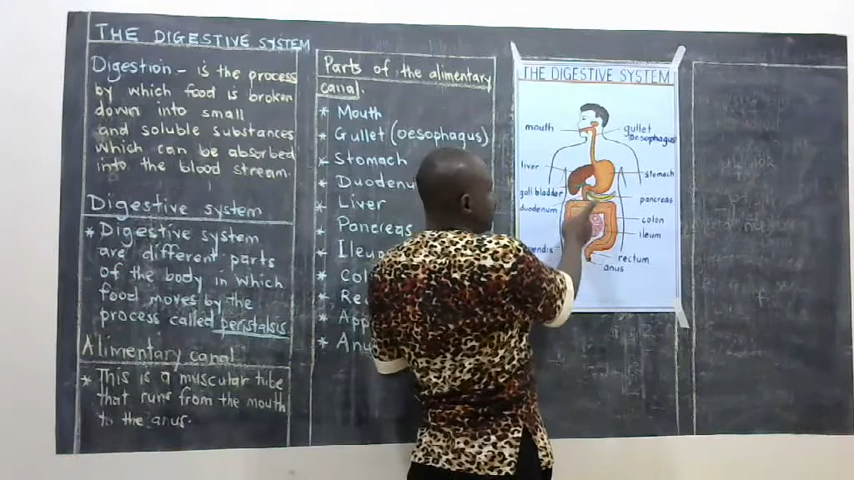 THE DIGESTIVE SYSTEM
Digestion - is the process
by which food is broken
down into small
and soluble substances
which can be absorbed
into the blood stream.
Digestive system
* Digestive system
are different parts
of the body in which
food moves by the
process called peristalsis
Alimentary canal
* This is a muscular tube
that runs from the mouth
to the anus.
Parts of the alimentary
canal.
* Mouth
* Gullet (oesophagus)
* Stomach
* Duodenu
* Liver
* Pancreas
* Ileu
* Col
* Re
* App
* Anu
THE DIGESTIVE SYSTEM
mouth
gullet
oesophagus
liver
stomach
gall bladder
pancreas
duodenum
colon
ileum
pendix
rectum
anus